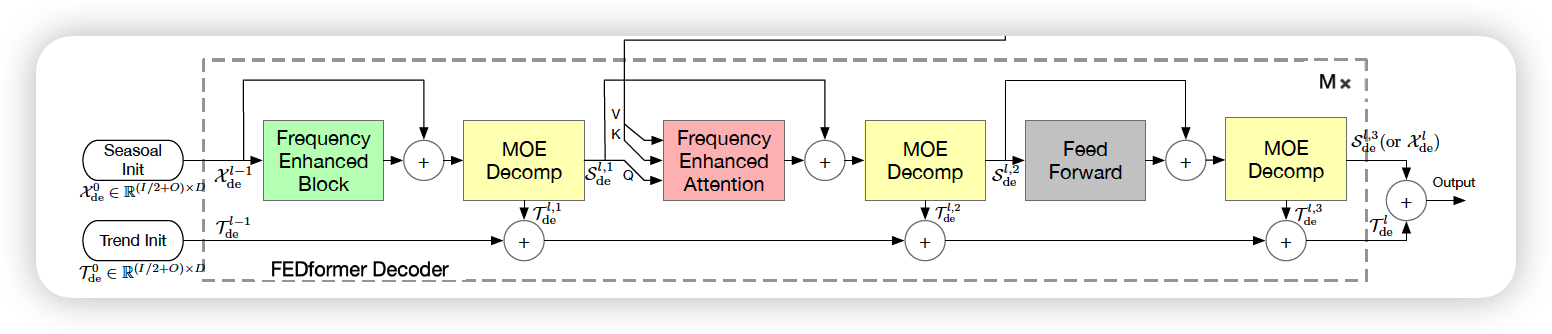 M×
Seasoal
Init
$\mathcal{X}_{\text{de}}^{0} \in \mathbb{R}^{(I/2+O)\times D}$
$\mathcal{X}_{\text{de}}^{l-1}$
Frequency
Enhanced
Block
+
MOE
Decomp
$\mathcal{S}_{\text{de}}^{l,1}$
V
K
Q
Frequency
Enhanced
Attention
+
MOE
Decomp
$\mathcal{S}_{\text{de}}^{l,2}$
Feed
Forward
+
MOE
Decomp
$\mathcal{S}_{\text{de}}^{l,3}(\text{or } \mathcal{X}_{\text{de}}^{l})$
+
Output
Trend Init
$\mathcal{T}_{\text{de}}^{0} \in \mathbb{R}^{(I/2+O)\times D}$
$\mathcal{T}_{\text{de}}^{l-1}$
$\mathcal{T}_{\text{de}}^{l,1}$
+
$\mathcal{T}_{\text{de}}^{l,2}$
+
$\mathcal{T}_{\text{de}}^{l,3}$
+
$\mathcal{T}_{\text{de}}^{l}$
FEDformer Decoder